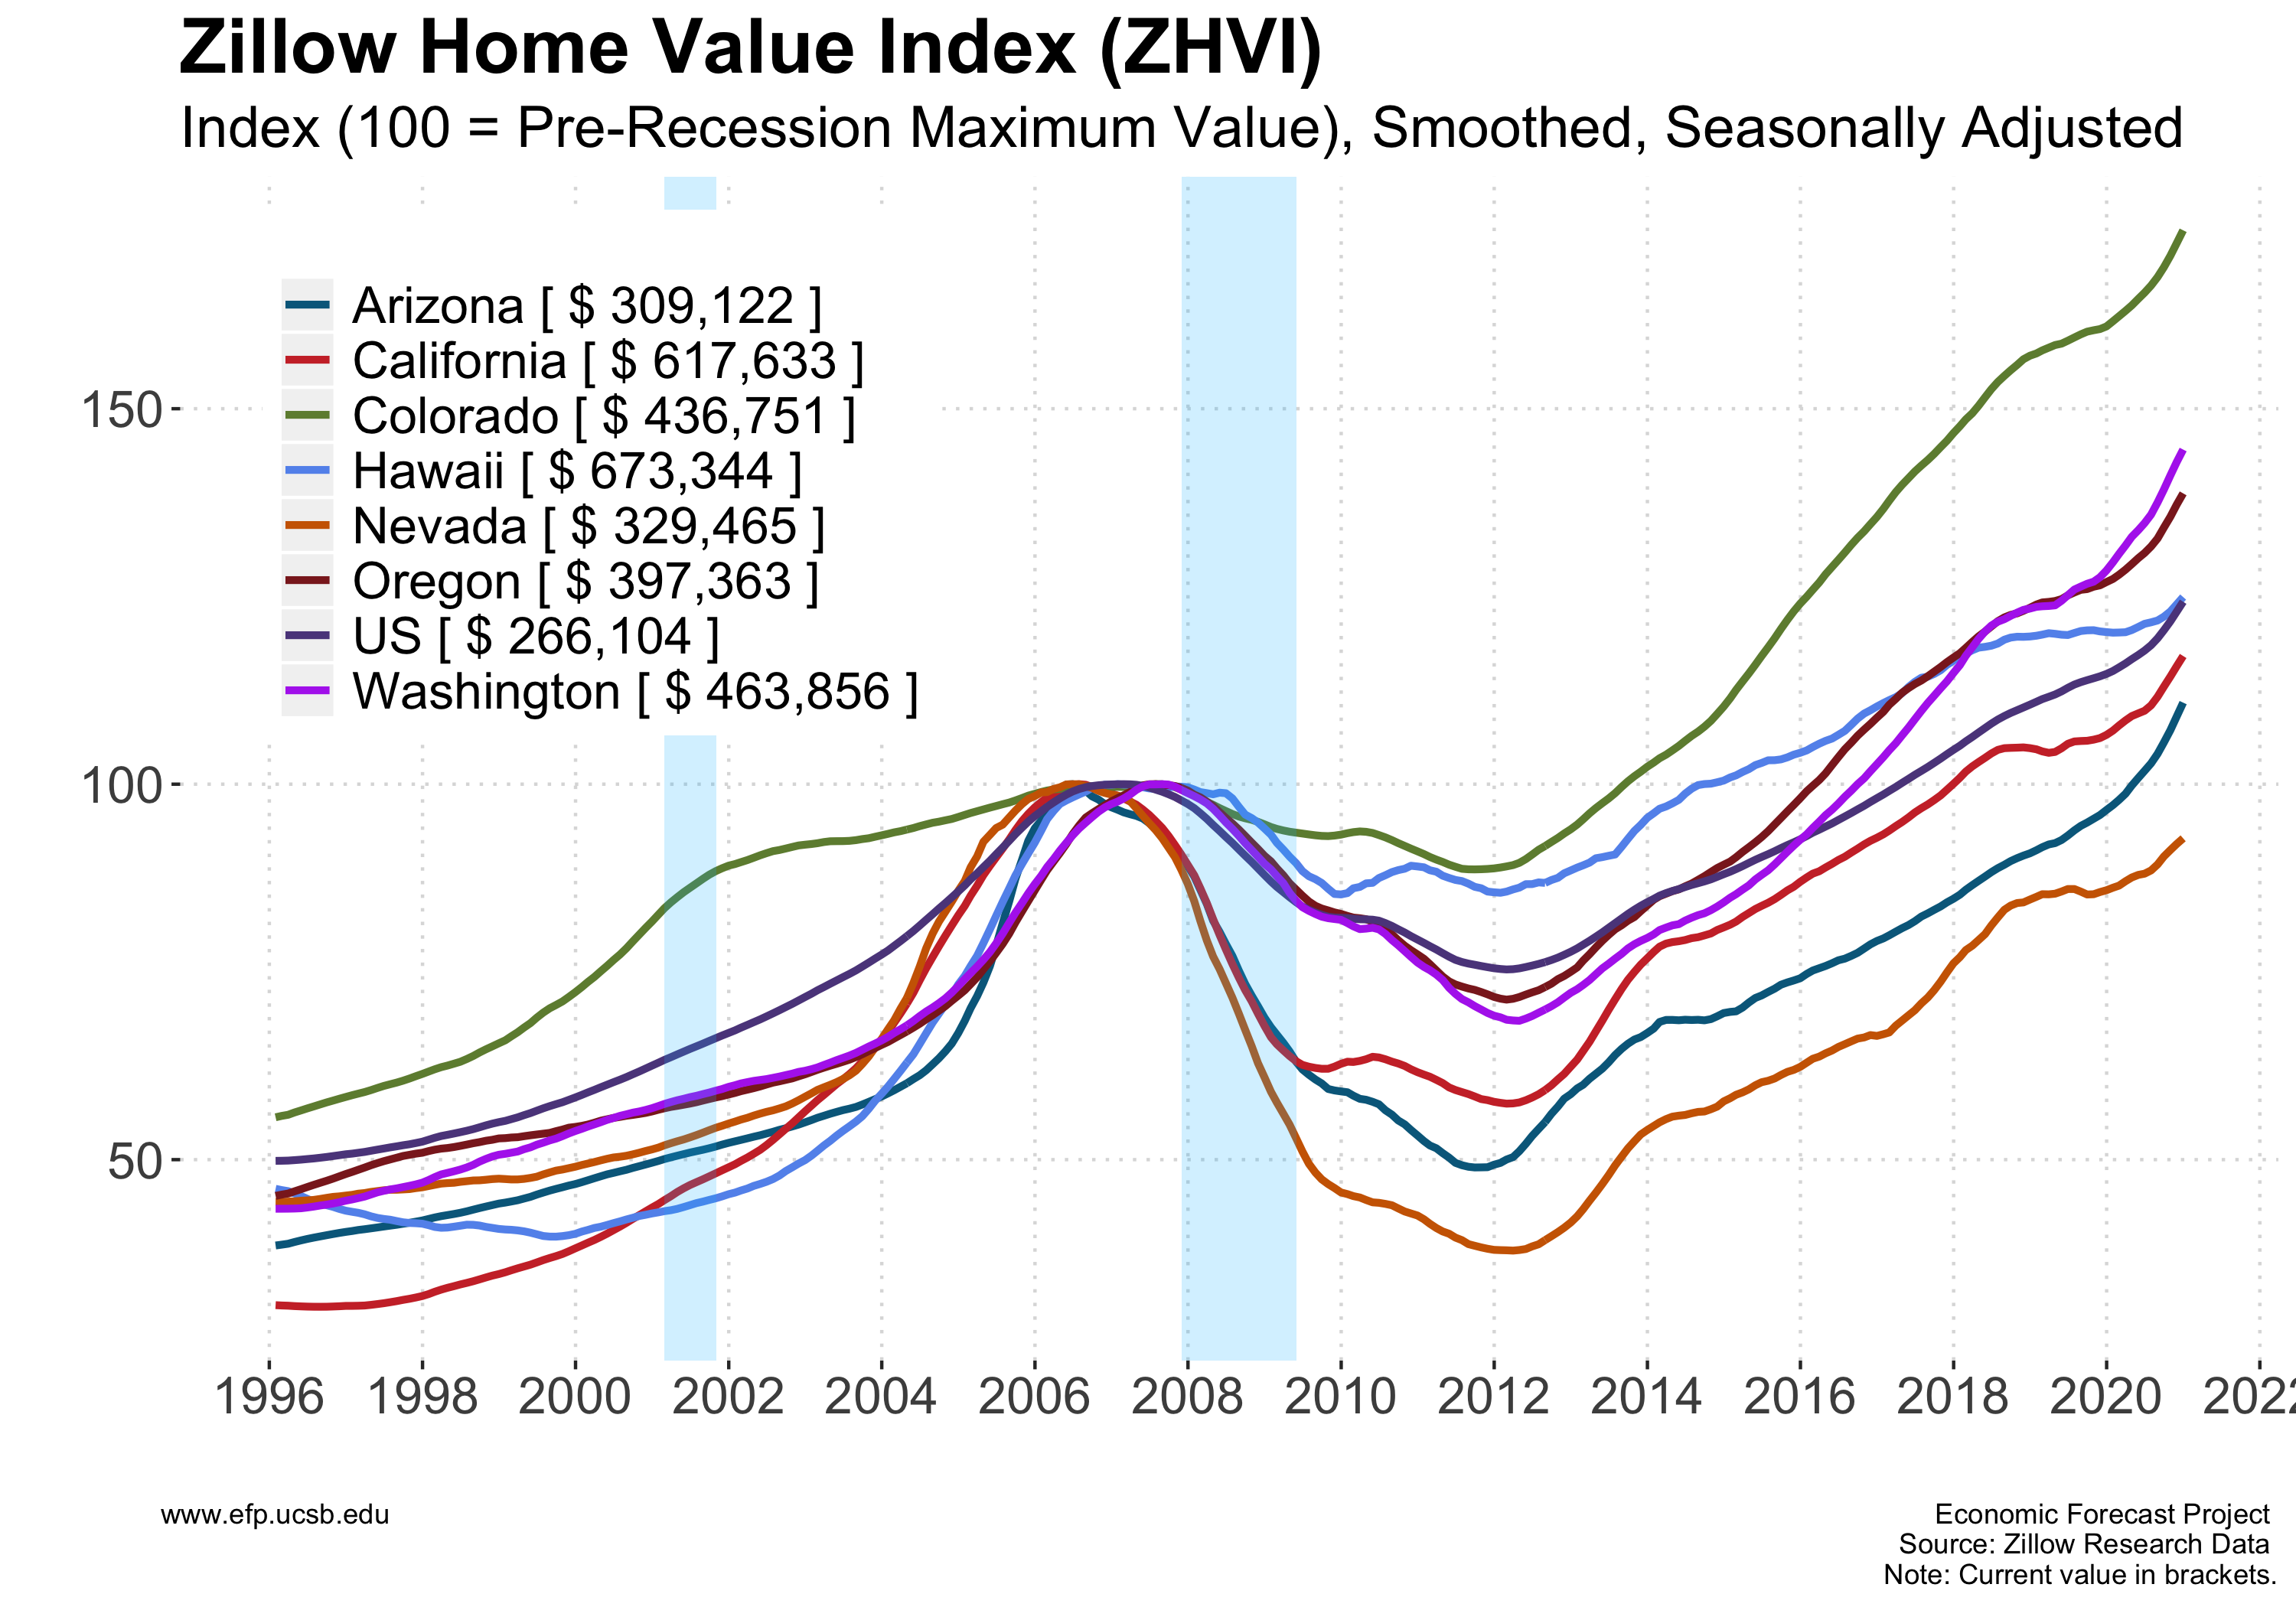 Zillow Home Value Index (ZHVI)
Index (100 = Pre-Recession Maximum Value), Smoothed, Seasonally Adjusted
Arizona [ $ 309,122 ]
California [ $ 617,633 ]
Colorado [ $ 436,751 ]
Hawaii [ $ 673,344 ]
Nevada [ $ 329,465 ]
Oregon [ $ 397,363 ]
US [ $ 266,104 ]
Washington [ $ 463,856 ]
150
100
50
1996 1998 2000 2002 2004 2006 2008 2010 2012 2014 2016 2018 2020 2022
www.efp.ucsb.edu
Economic Forecast Project
Source: Zillow Research Data
Note: Current value in brackets.